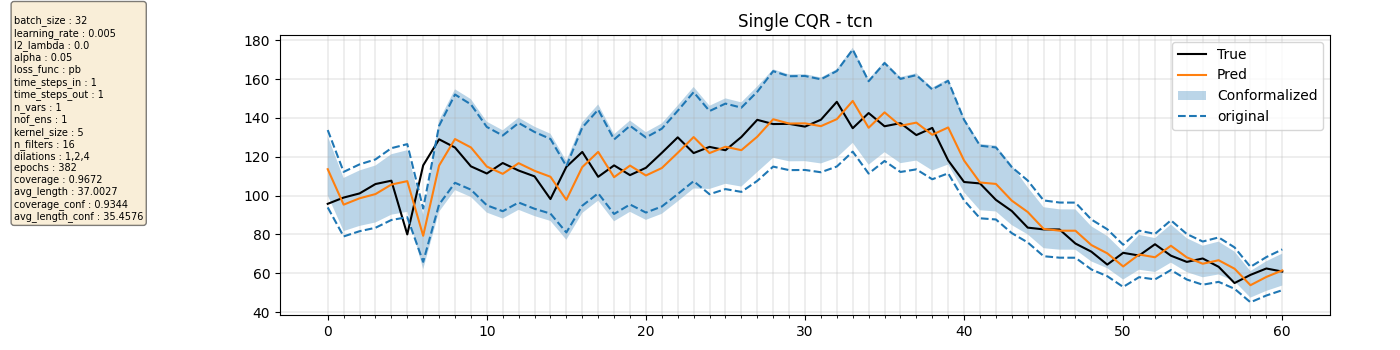 batch_size : 32
learning_rate : 0.005
l2_lambda : 0.0
alpha : 0.05
loss_func : pb
time_steps_in : 1
time_steps_out : 1
n_vars : 1
nof_ens : 1
kernel_size : 5
n_filters : 16
dilations : 1,2,4
epochs : 382
coverage : 0.9672
avg_length : 37.0027
coverage_conf : 0.9344
avg_length_conf : 35.4576
Single CQR - tcn
180
160
140
120
100
80
60
40
0 10 20 30 40 50 60
True
Pred
Conformalized
original